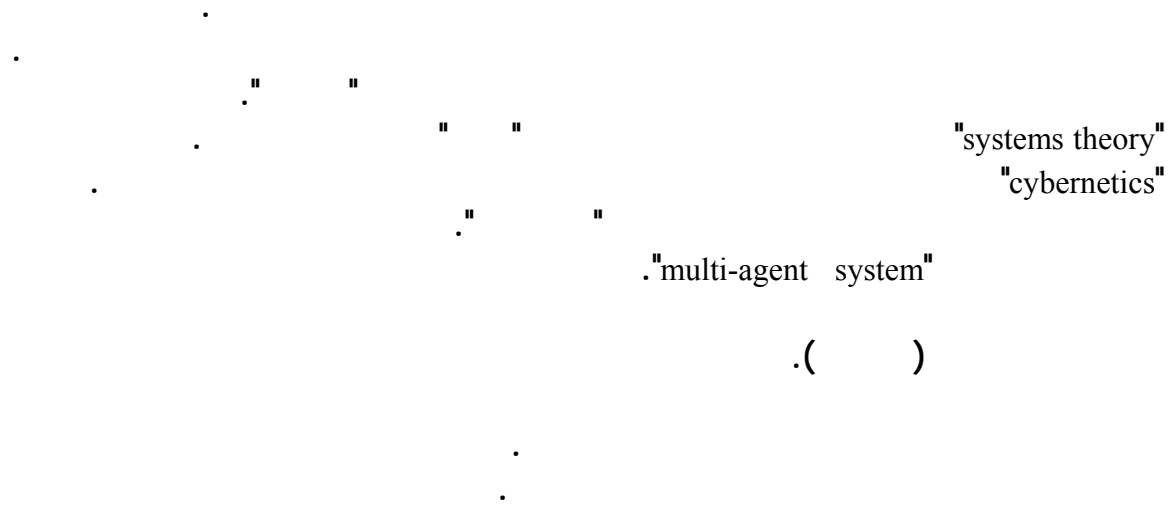 .
.
" ".
"systems theory" " " .
"cybernetics" .
" ".
"multi-agent system".
( ).
.
.